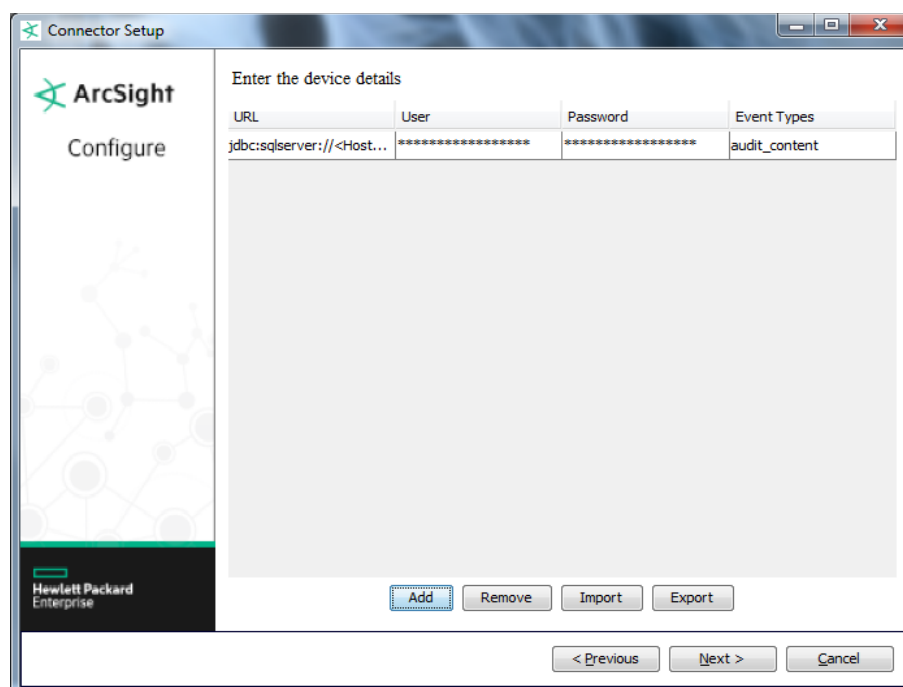 Connector Setup
ArcSight
Configure
Enter the device details
URL User Password Event Types
jdbc:sqlserver://<Host... ***************** ***************** audit_content
Add Remove Import Export
Hewlett Packard
Enterprise
< Previous Next > Cancel